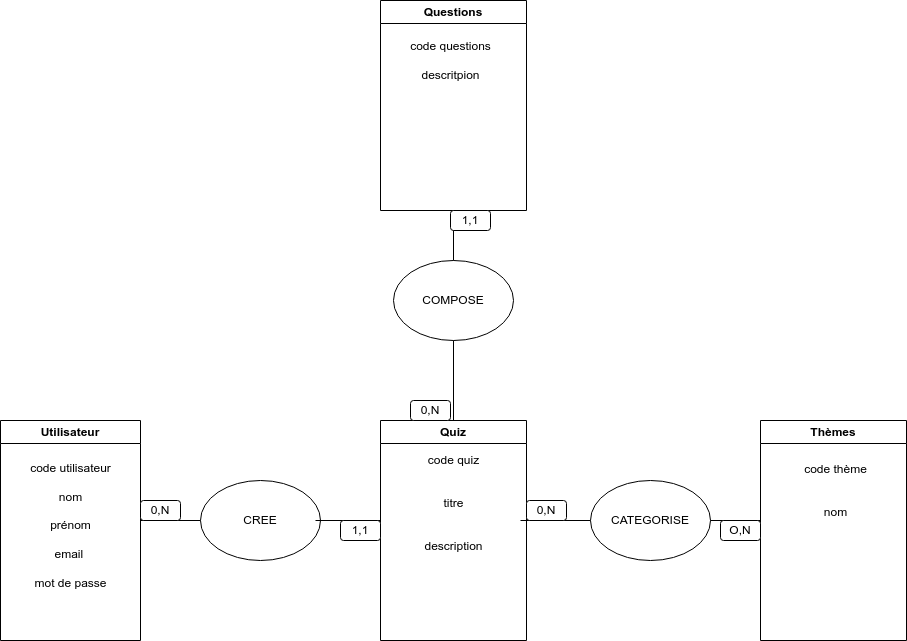 Questions
code questions
descritpion
1,1
COMPOSE
0,N
Utilisateur
code utilisateur
nom
prénom
email
mot de passe
0,N
CREE
1,1
Quiz
code quiz
titre
description
0,N
CATEGORISE
O,N
Thèmes
code thème
nom